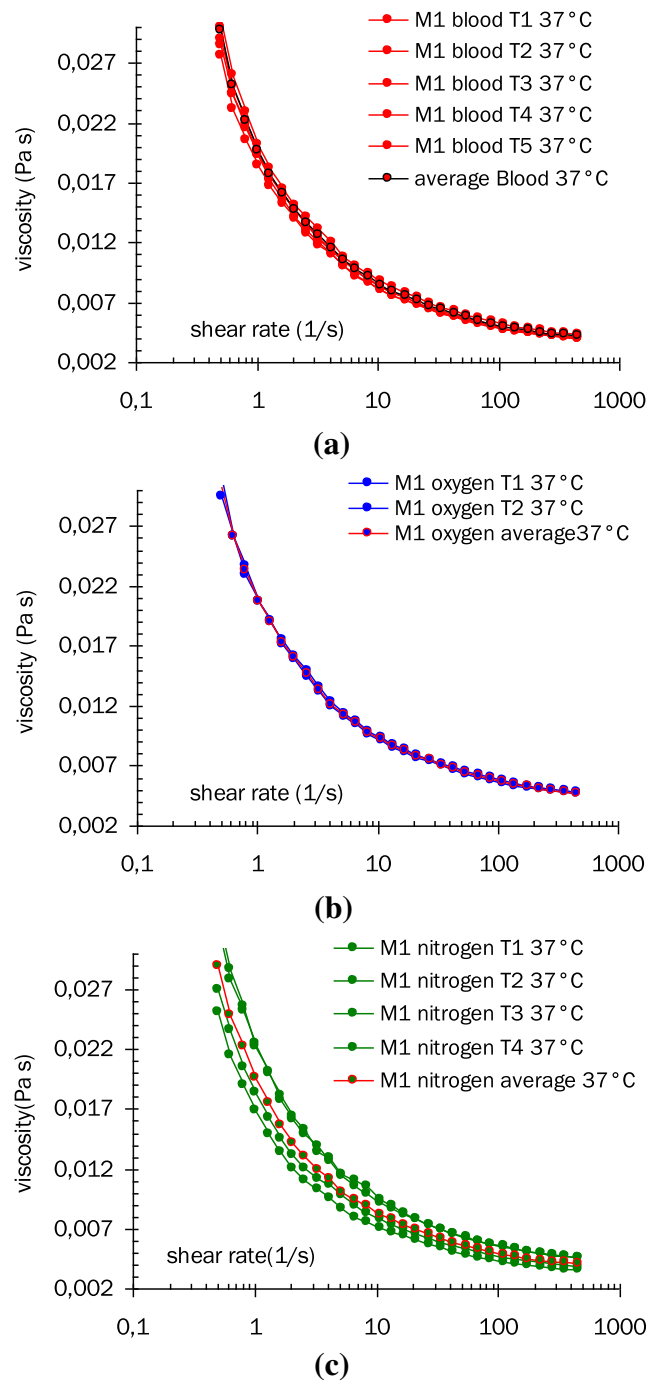 M1 blood T1 37°C
M1 blood T2 37°C
M1 blood T3 37°C
M1 blood T4 37°C
M1 blood T5 37°C
average Blood 37°C
viscosity (Pa s)
0,027
0,022
0,017
0,012
0,007
0,002
shear rate (1/s)
0,1 1 10 100 1000
(a)
M1 oxygen T1 37°C
M1 oxygen T2 37°C
M1 oxygen average37°C
viscosity (Pa s)
0,027
0,022
0,017
0,012
0,007
0,002
shear rate (1/s)
0,1 1 10 100 1000
(b)
M1 nitrogen T1 37°C
M1 nitrogen T2 37°C
M1 nitrogen T3 37°C
M1 nitrogen T4 37°C
M1 nitrogen average 37°C
viscosity(Pa s)
0,027
0,022
0,017
0,012
0,007
0,002
shear rate(1/s)
0,1 1 10 100 1000
(c)